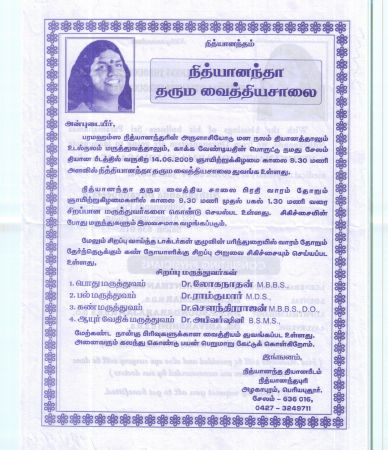 நித்யானந்தம்
நித்யானந்தா
தரும வைத்தியசாலை
அன்புடையீர்,
பரமஹம்ஸ நித்யானந்தரின் அருளாசியோடு மன நலம் தியானத்தாலும்
உடல்நலம் மருத்துவத்தாலும், காக்க வேண்டியதின் பொருட்டு நமது சேலம்
தியான பீடத்தில் வருகிற 14.06.2009 ஞாயிற்றுக்கிழமை காலை 9.30 மணி
அளவில் நித்யானந்தா தரும வைத்தியசாலை துவங்க உள்ளது.
நித்யானந்தா தரும வைத்திய சாலை பிரதி வாரம் தோறும்
ஞாயிற்றுகிழமைகளில் காலை 9.30 முதல் பகல் 1.30 மணி வரை
சிறப்பான மருத்துவர்களை கொண்டு செயல்பட உள்ளது. சிகிச்சையின்
போது மருந்துகளும் இலவசமாக வழங்கப்படும்.
மேலும் சிறப்பு வாய்ந்த டாக்டர்கள் குழுவின் பரிந்துரையில் வாரம் தோறும்
தேர்ந்தெருக்கும் கண் நோயாளிக்கு சிறப்பு அறுவை சிகிச்சையும் செய்யப்பட
உள்ளது.
சிறப்பு மருத்துவர்கள்
1. பொது மருத்துவம் Dr.லோகநாதன் M.B.B.S.,
2. பல் மருத்துவம் Dr.ராம்குமார் M.D.S.,
3. கண் மருத்துவம் Dr.சௌந்திரராசன் M.B.B.S., D.O.,
4. ஆயுர் வேதிக் மருத்துவம் Dr.அபிவர்ஷினி B.S.M.S.,
மேற்கண்ட நான்கு பிரிவுகளுக்கான வைத்தியம் துவங்கப்பட உள்ளது.
அனைவரும் கலந்து கொண்டு பயன் பெறுமாறு கேட்டுக் கொள்கிறோம்.
இங்ஙனம்,
நித்யானந்த தியானபீடம்
நித்யானந்தபுரி
அழகாபுரம், பெரியபுதூர்,
சேலம் - 636 016,
0427 - 3249711